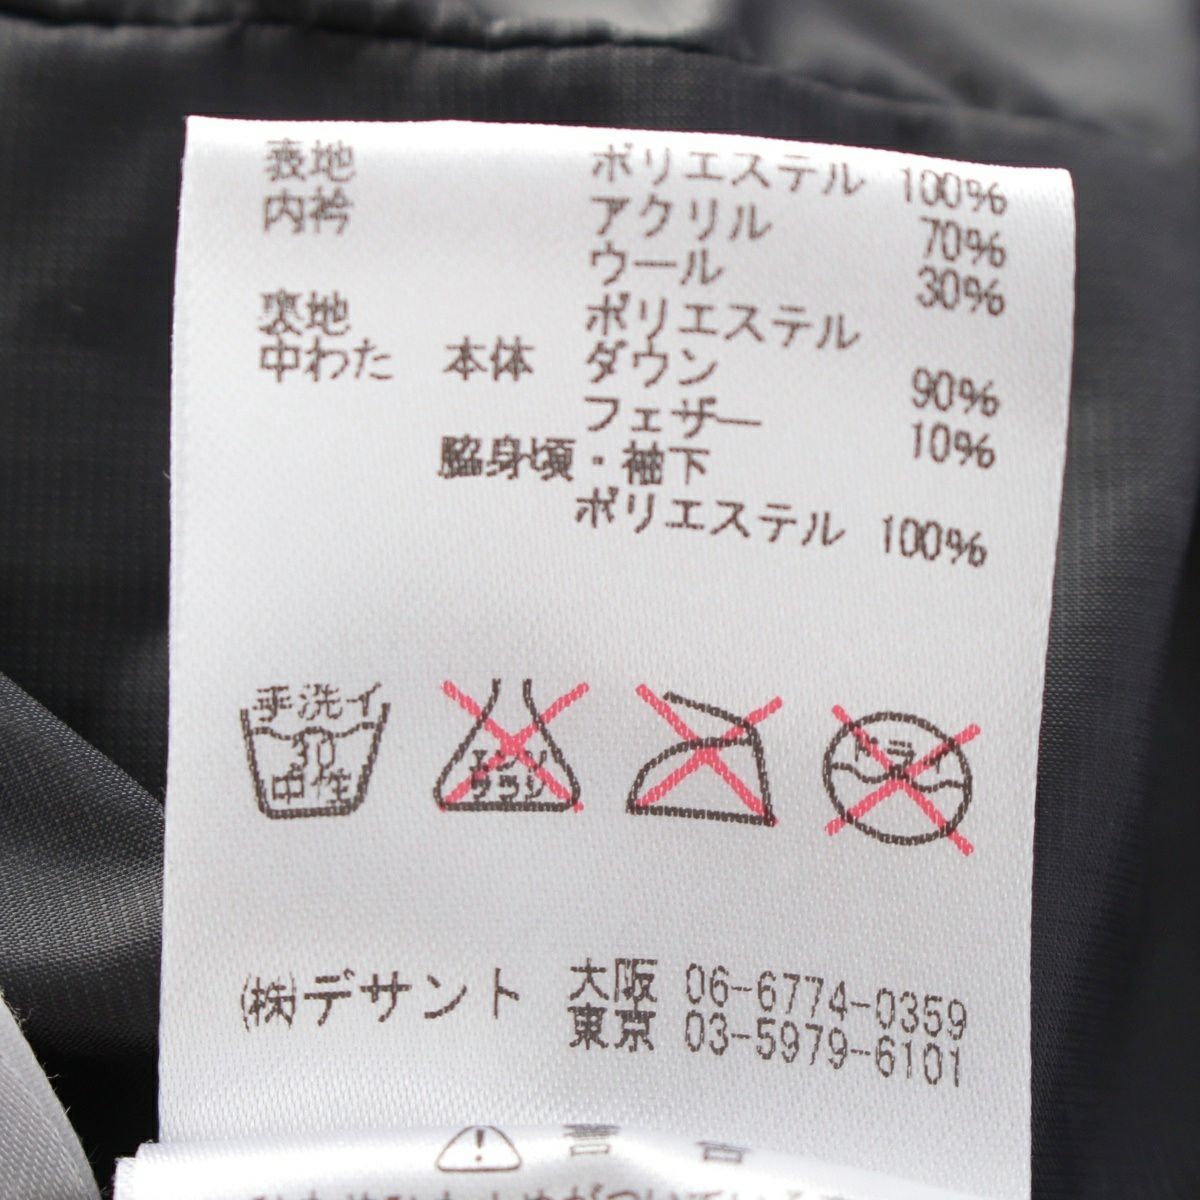 表地 ポリエステル 100%
内衿 アクリル 70%
ウール 30%
裏地 ポリエステル
中わた 本体 ダウン 90%
フェザー 10%
脇身頃・袖下
ポリエステル 100%
手洗イ
30
中性
エンソ
サラシ
ドライ
(株)デサント 大阪 06-6774-0359
東京 03-5979-6101